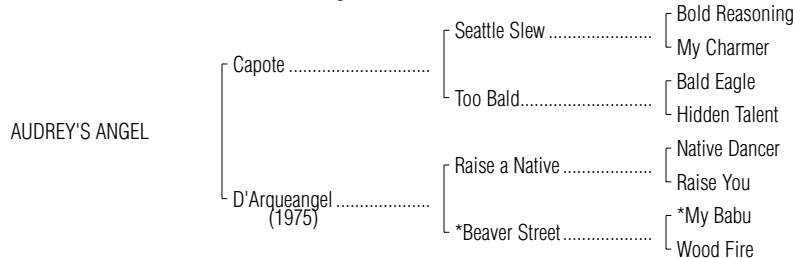 Bold Reasoning
Seattle Slew ......................
My Charmer
Capote ..............................
Bald Eagle
Too Bald............................
Hidden Talent
AUDREY'S ANGEL
Native Dancer
Raise a Native ...................
Raise You
D'Arqueangel ....................
(1975)
*My Babu
*Beaver Street...................
Wood Fire